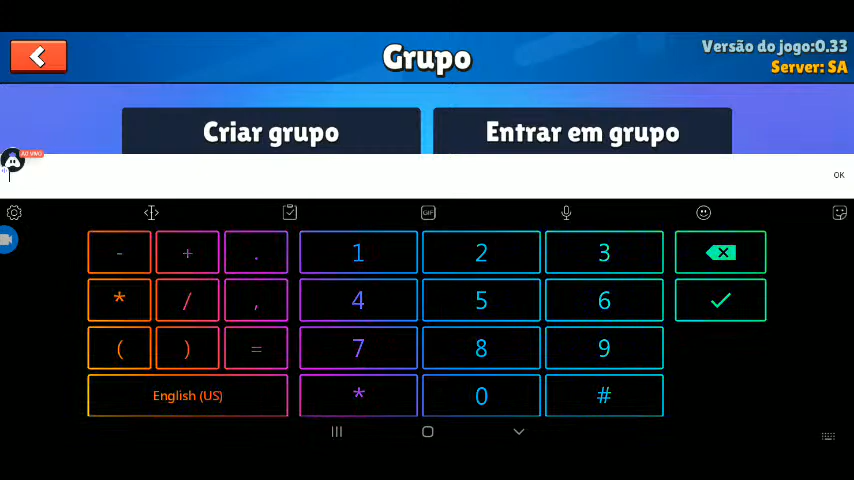 Grupo
Versão do jogo:0.33
Server: SA
Criar grupo
Entrar em grupo
AO VIVO
OK
GIF
- + . 1 2 3
* / , 4 5 6
( ) = 7 8 9
English (US) * 0 #